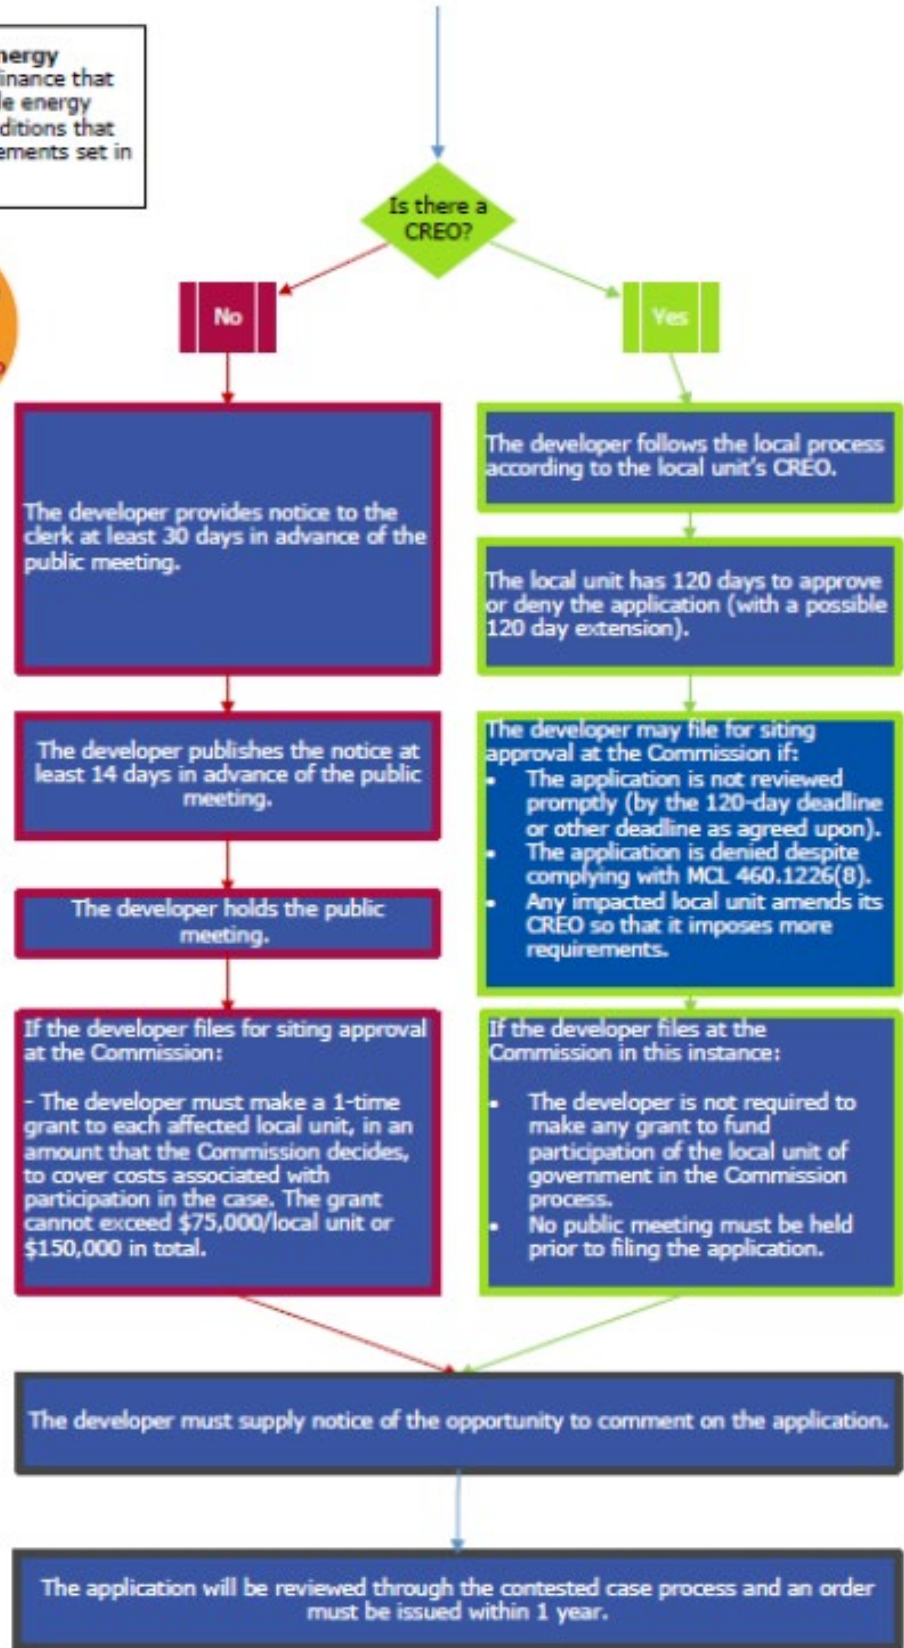 nergy
inance that
le energy
ditions that
ements set in
Is there a
CREO?
No
Yes
The developer provides notice to the
clerk at least 30 days in advance of the
public meeting.
The developer publishes the notice at
least 14 days in advance of the public
meeting.
The developer holds the public
meeting.
If the developer files for siting approval
at the Commission:
- The developer must make a 1-time
grant to each affected local unit, in an
amount that the Commission decides,
to cover costs associated with
participation in the case. The grant
cannot exceed $75,000/local unit or
$150,000 in total.
The developer follows the local process
according to the local unit's CREO.
The local unit has 120 days to approve
or deny the application (with a possible
120 day extension).
The developer may file for siting
approval at the Commission if:
• The application is not reviewed
promptly (by the 120-day deadline
or other deadline as agreed upon).
• The application is denied despite
complying with MCL 460.1226(8).
• Any impacted local unit amends its
CREO so that it imposes more
requirements.
If the developer files at the
Commission in this instance:
• The developer is not required to
make any grant to fund
participation of the local unit of
government in the Commission
process.
• No public meeting must be held
prior to filing the application.
The developer must supply notice of the opportunity to comment on the application.
The application will be reviewed through the contested case process and an order
must be issued within 1 year.